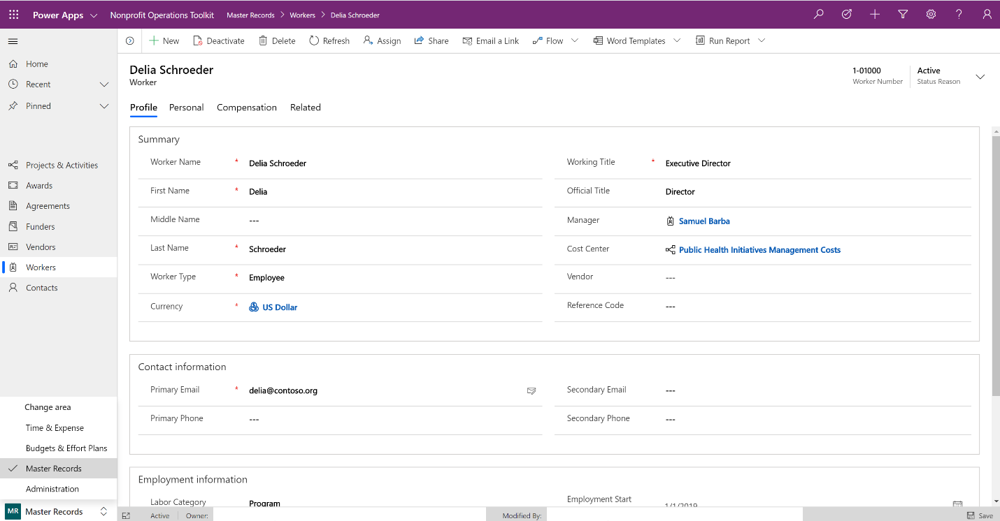 Power Apps Nonprofit Operations Toolkit Master Records > Workers > Delia Schroeder
New Deactivate Delete Refresh Assign Share Email a Link Flow Word Templates Run Report
Home
Recent
Pinned
Projects & Activities
Awards
Agreements
Funders
Vendors
Workers
Contacts
Change area
Time & Expense
Budgets & Effort Plans
Master Records
Administration
MR Master Records
Delia Schroeder
Worker
1-01000
Worker Number
Active
Status Reason
Profile Personal Compensation Related
Summary
Worker Name * Delia Schroeder
First Name * Delia
Middle Name ---
Last Name * Schroeder
Worker Type * Employee
Currency * US Dollar
Working Title * Executive Director
Official Title Director
Manager Samuel Barba
Cost Center Public Health Initiatives Management Costs
Vendor ---
Reference Code ---
Contact information
Primary Email * delia@contoso.org
Primary Phone ---
Secondary Email ---
Secondary Phone ---
Employment information
Labor Category Program
Employment Start 1/1/2019
Active Owner: Modified By: Save